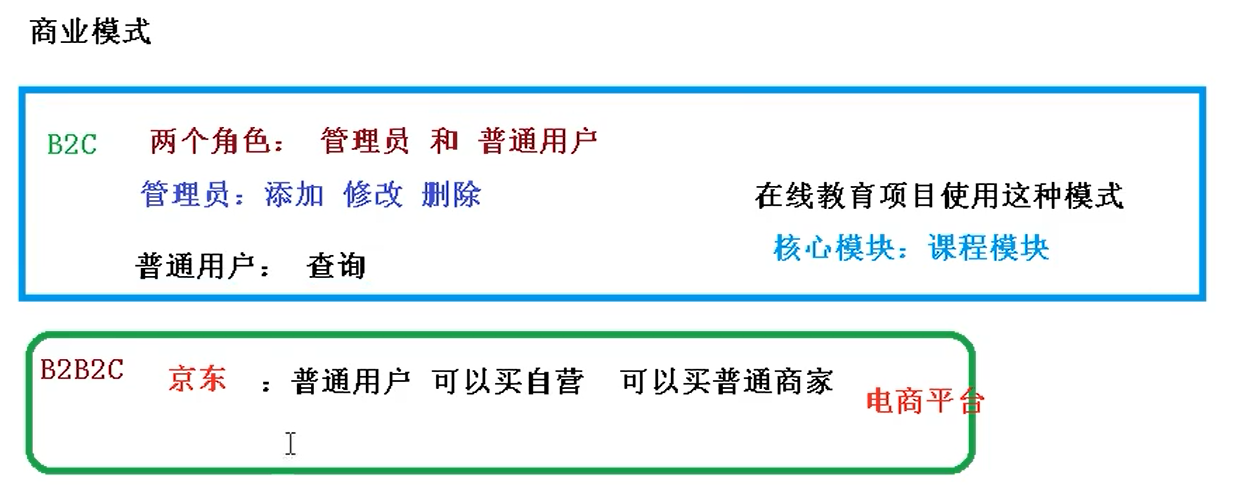 商业模式
B2C 两个角色： 管理员 和 普通用户
管理员：添加 修改 删除
在线教育项目使用这种模式
核心模块：课程模块
普通用户： 查询
B2B2C 京东 ：普通用户 可以买自营 可以买普通商家
电商平台